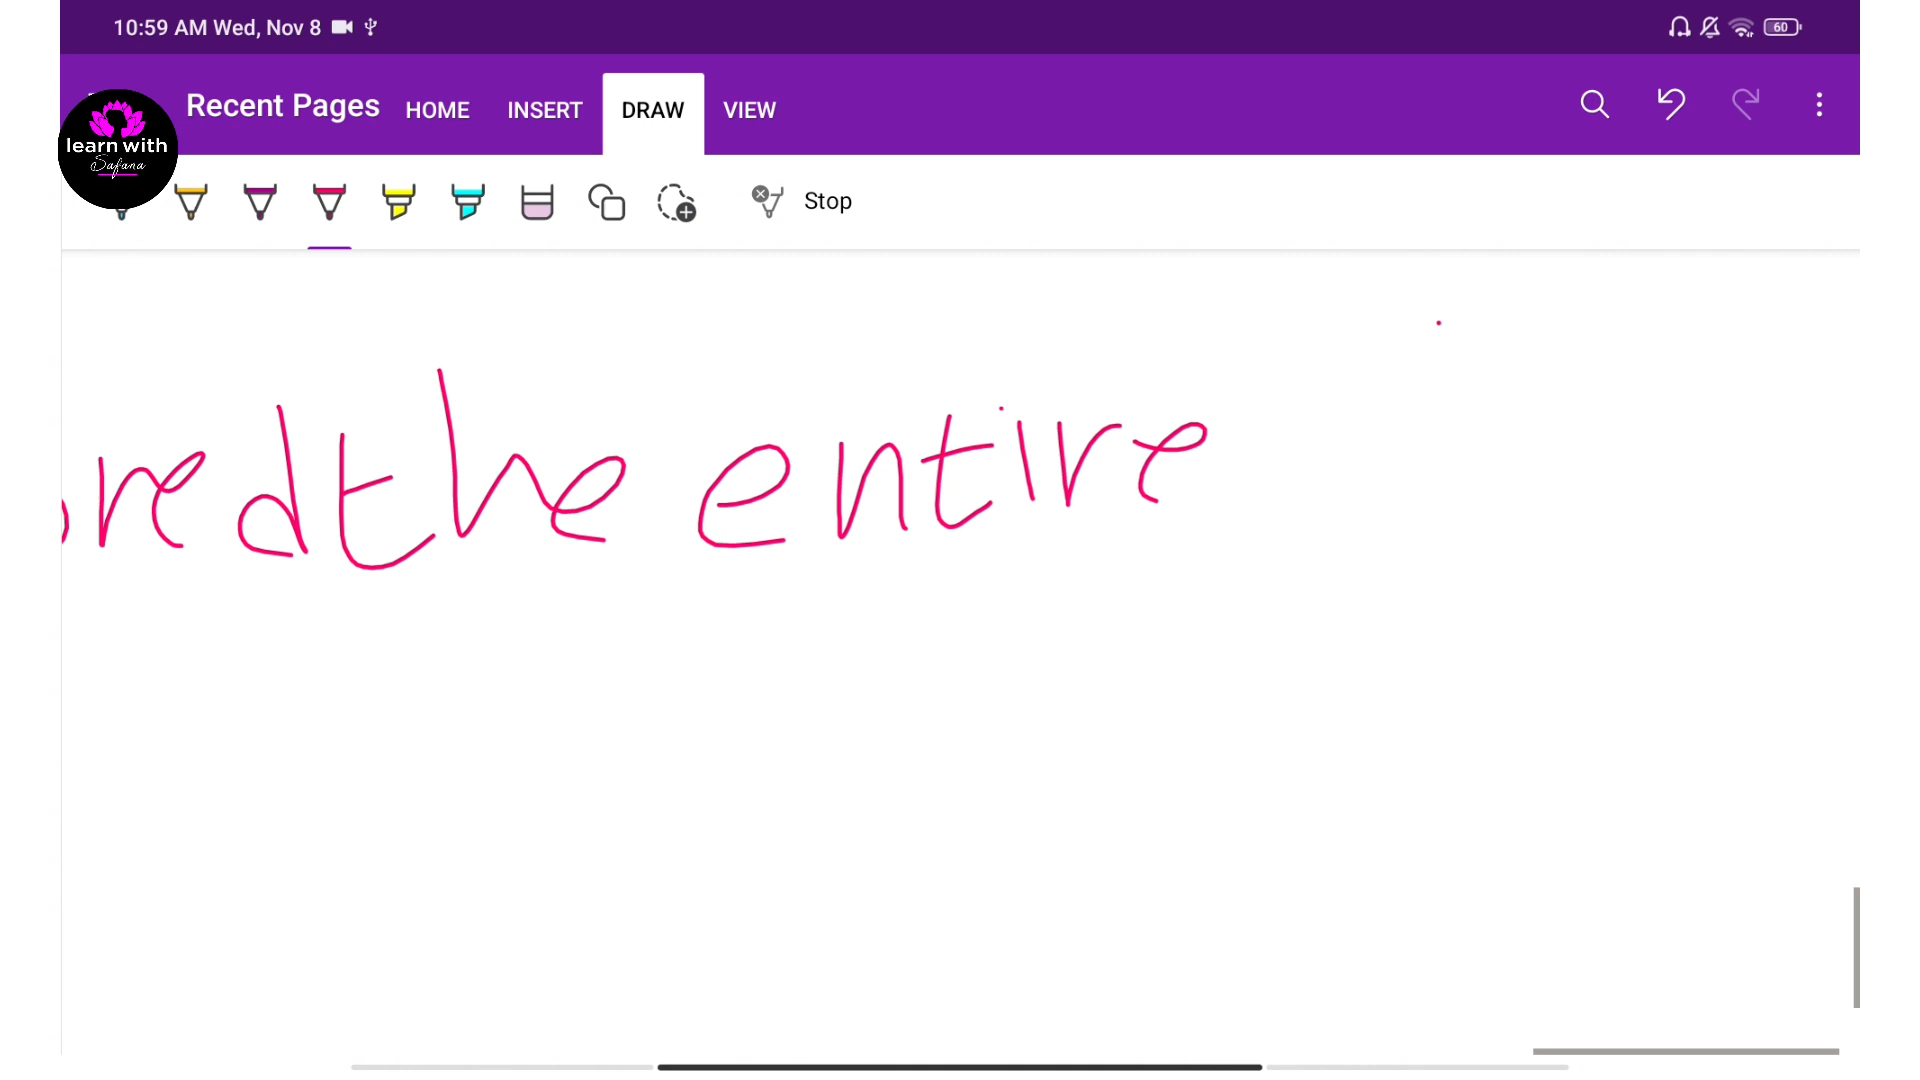 10:59 AM Wed, Nov 8
60
Recent Pages HOME INSERT DRAW VIEW
learn with
Safana
Stop
red the entire